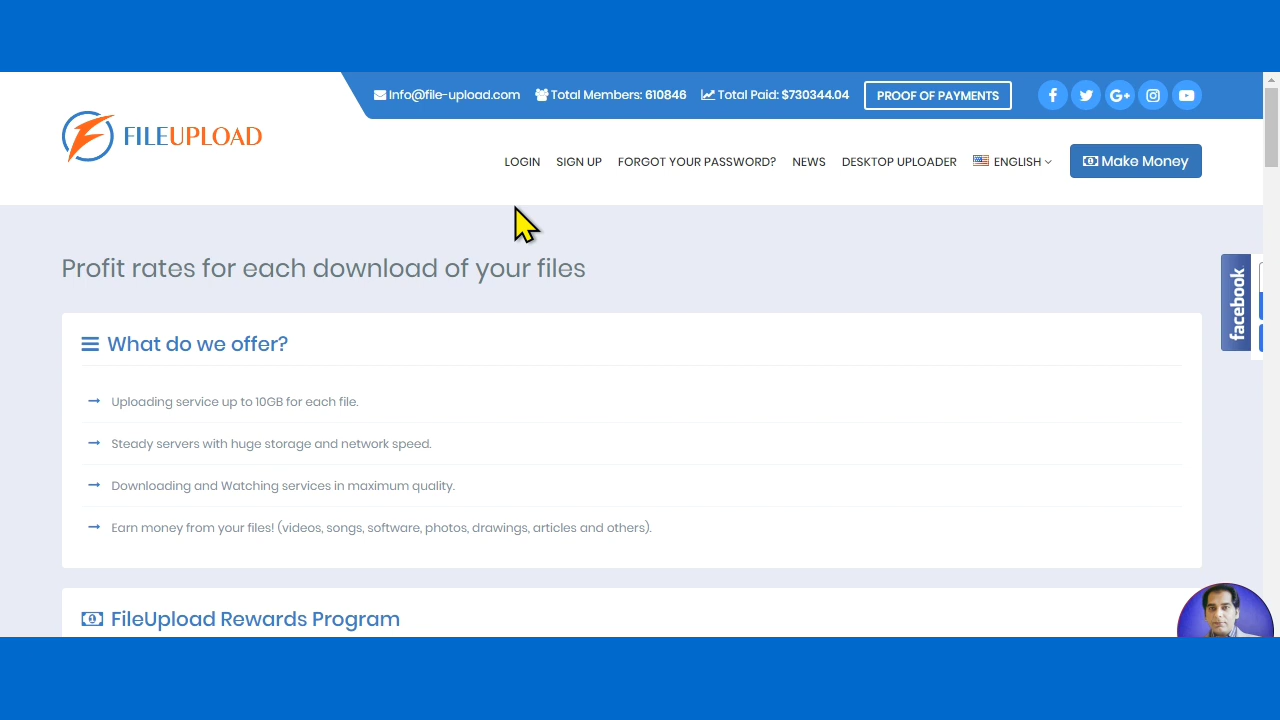 Info@file-upload.com Total Members: 610846 Total Paid: $730344.04 PROOF OF PAYMENTS
FILEUPLOAD
LOGIN SIGN UP FORGOT YOUR PASSWORD? NEWS DESKTOP UPLOADER ENGLISH Make Money
Profit rates for each download of your files
facebook
What do we offer?
Uploading service up to 10GB for each file.
Steady servers with huge storage and network speed.
Downloading and Watching services in maximum quality.
Earn money from your files! (videos, songs, software, photos, drawings, articles and others).
FileUpload Rewards Program